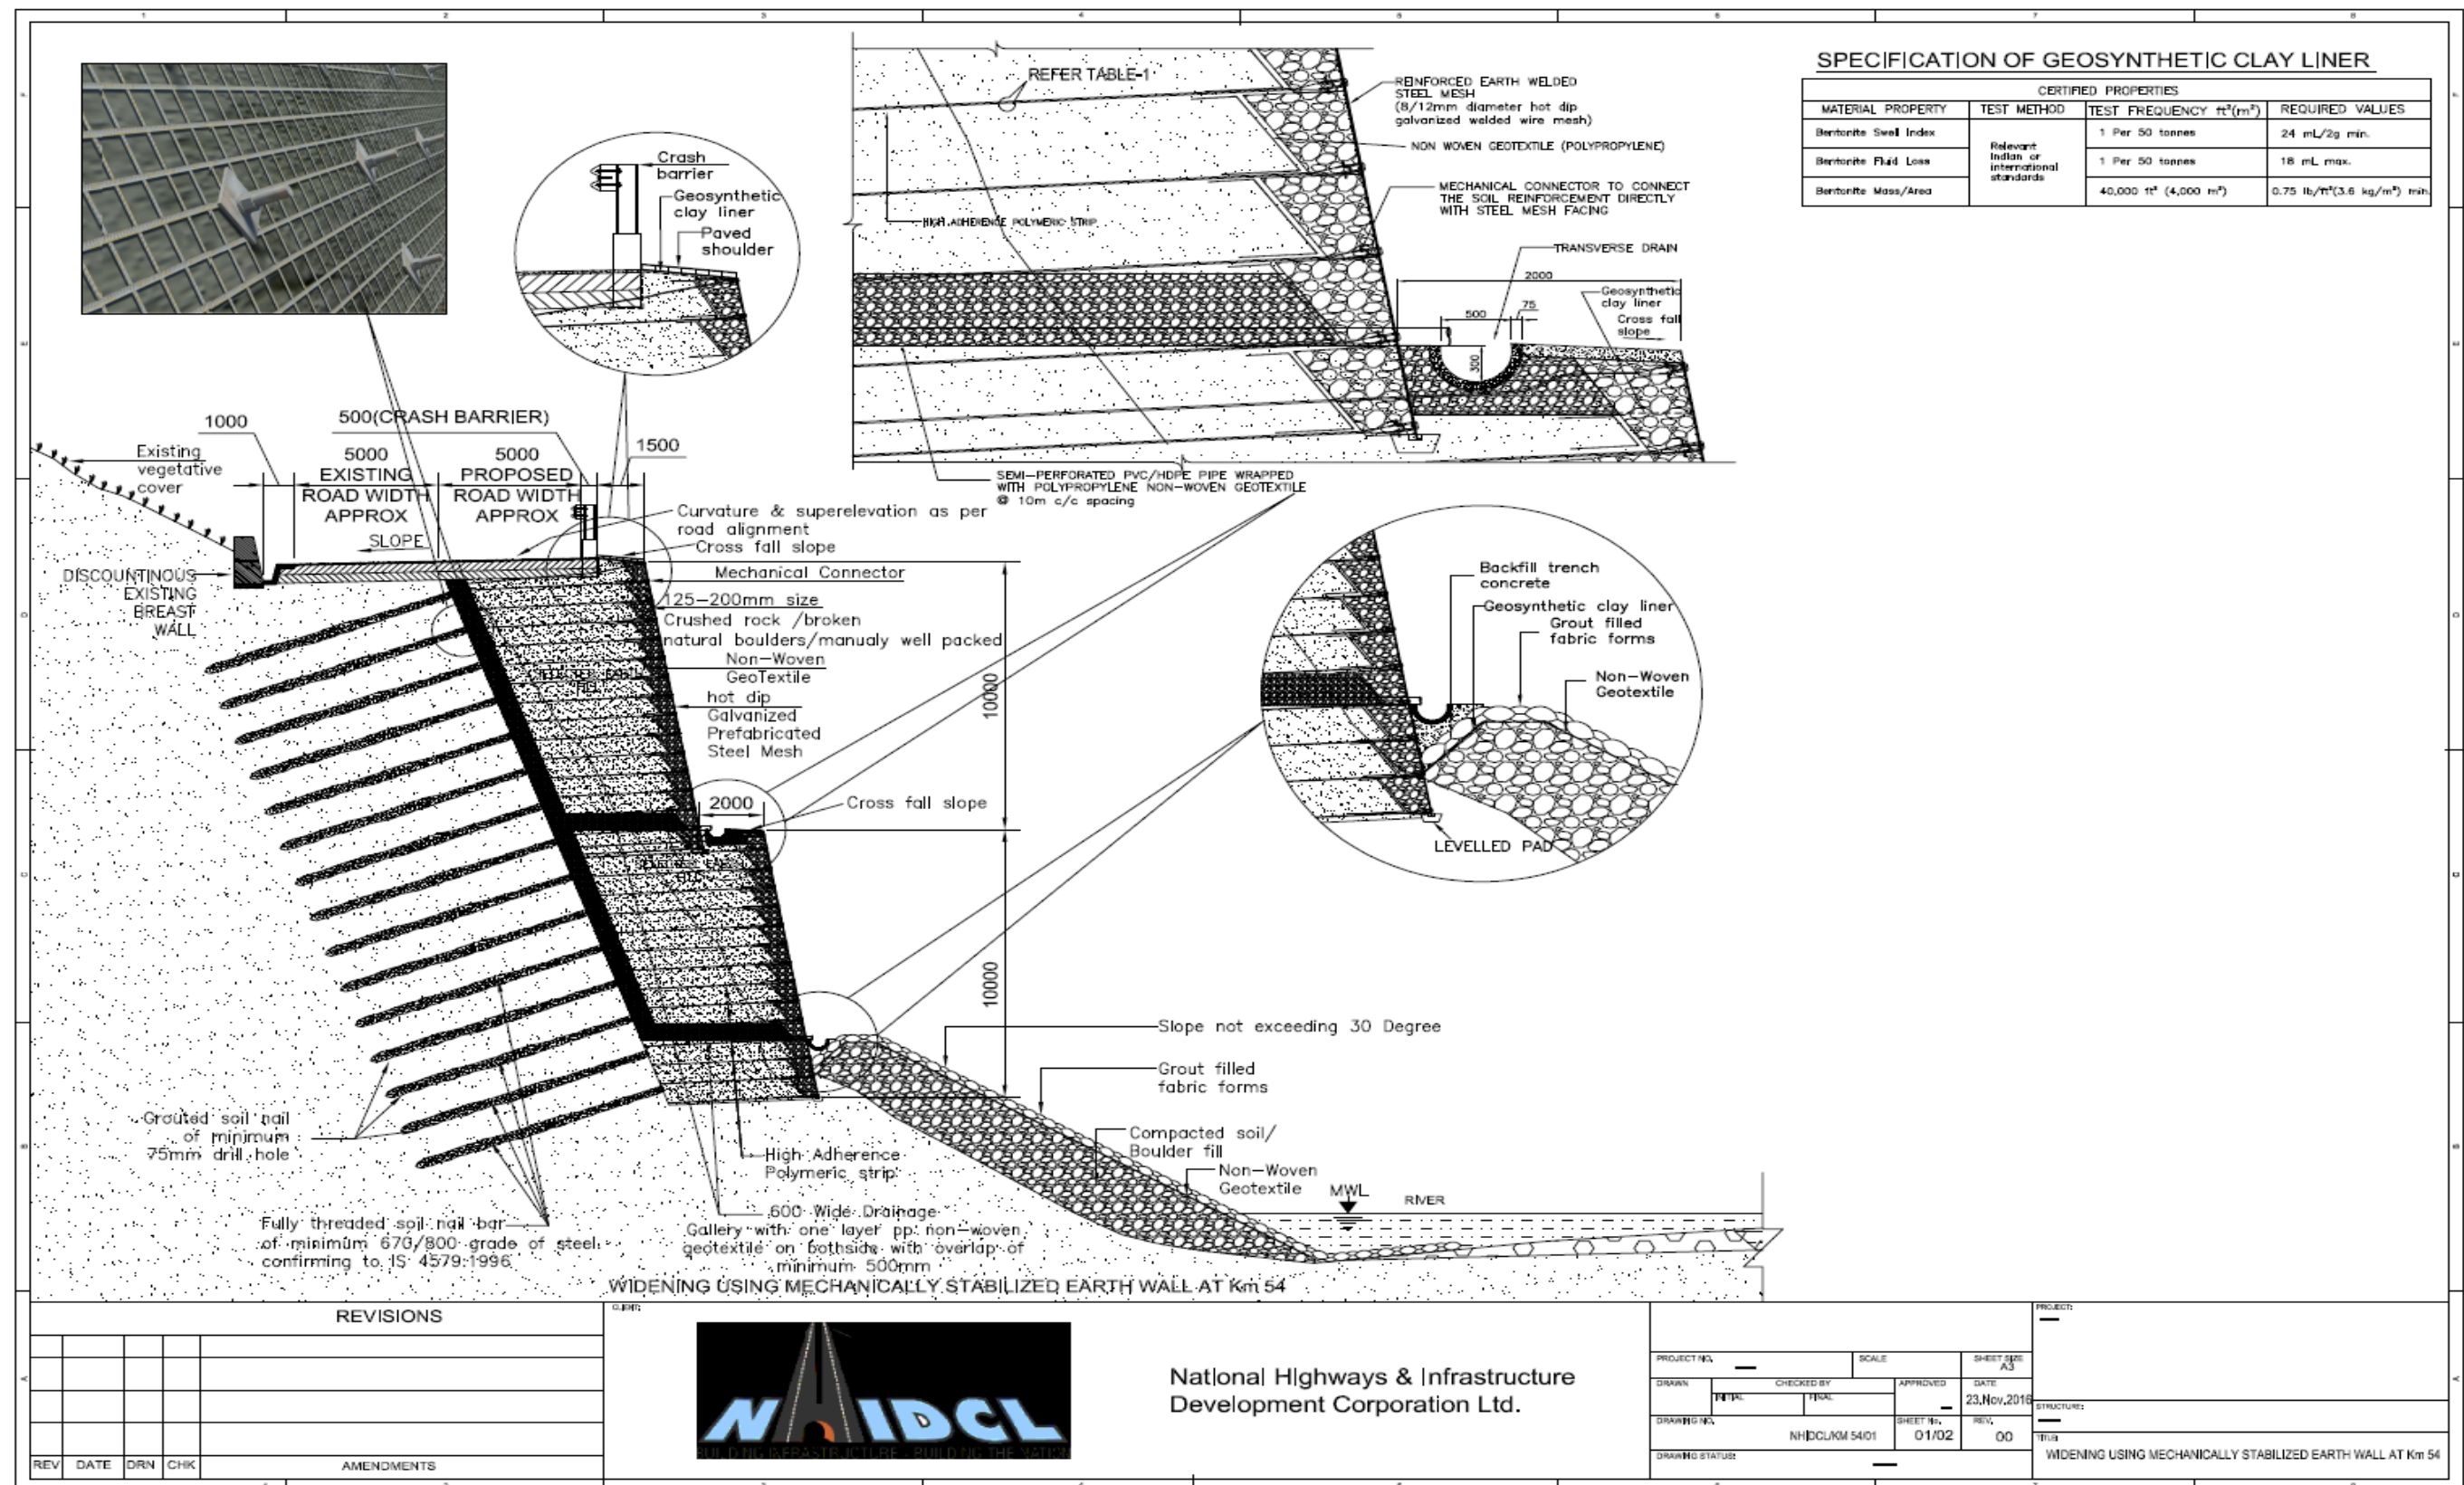 REFER TABLE-1
REINFORCED EARTH WELDED
STEEL MESH
(8/12mm diameter hot dip
galvanized welded wire mesh)
NON WOVEN GEOTEXTILE (POLYPROPYLENE)
MECHANICAL CONNECTOR TO CONNECT
THE SOIL REINFORCEMENT DIRECTLY
WITH STEEL MESH FACING
HIGH ADHERENCE POLYMERIC STRIP
TRANSVERSE DRAIN
2000
Geosynthetic
clay liner
Cross fall
slope
75
500
300
SEMI-PERFORATED PVC/HDPE PIPE WRAPPED
WITH POLYPROPYLENE NON-WOVEN GEOTEXTILE
@ 10m c/c spacing
SPECIFICATION OF GEOSYNTHETIC CLAY LINER
CERTIFIED PROPERTIES
MATERIAL PROPERTY TEST METHOD TEST FREQUENCY ft²(m²) REQUIRED VALUES
Bentonite Swell Index 1 Per 50 tonnes 24 mL/2g min.
Relevant
Indian or
international
standards
Bentonite Fluid Loss 1 Per 50 tonnes 18 mL max.
Bentonite Mass/Area 40,000 ft² (4,000 m²) 0.75 lb/ft²(3.6 kg/m²) min.
Crash
barrier
Geosynthetic
clay liner
Paved
shoulder
1000
500(CRASH BARRIER)
1500
Existing
vegetative
cover
5000
EXISTING
ROAD WIDTH
APPROX
5000
PROPOSED
ROAD WIDTH
APPROX
SLOPE
DISCOUNTINOUS
EXISTING
BREAST
WALL
Curvature & superelevation as per
road alignment
Cross fall slope
Mechanical Connector
125-200mm size
Crushed rock /broken
natural boulders/manualy well packed
Non-Woven
GeoTextile
hot dip
Galvanized
Prefabricated
Steel Mesh
10000
2000
Cross fall slope
10000
Backfill trench
concrete
Geosynthetic clay liner
Grout filled
fabric forms
Non-Woven
Geotextile
LEVELLED PAD
Slope not exceeding 30 Degree
Grout filled
fabric forms
Compacted soil/
Boulder fill
Non-Woven
Geotextile
MWL
RIVER
Grouted soil nail
of minimum
75mm drill hole
High Adherence
Polymeric strip
Fully threaded soil nail bar
of minimum 670/800 grade of steel
confirming to IS 4579:1996
600 Wide Drainage
Gallery with one layer pp non-woven
geotextile on bothside with overlap of
minimum 500mm
WIDENING USING MECHANICALLY STABILIZED EARTH WALL AT Km 54
REVISIONS
REV DATE DRN CHK AMENDMENTS
CLIENT:
NHIDCL
BUILDING INFRASTRUCTURE - BUILDING THE NATION
National Highways & Infrastructure
Development Corporation Ltd.
PROJECT NO. SCALE SHEET SIZE
A3
DRAWN CHECKED BY APPROVED DATE
INITIAL FINAL 23.Nov.2016
DRAWING NO. SHEET No. REV.
NHIDCL/KM 54/01 01/02 00
DRAWING STATUS:
PROJECT:
STRUCTURE:
TITLE:
WIDENING USING MECHANICALLY STABILIZED EARTH WALL AT Km 54